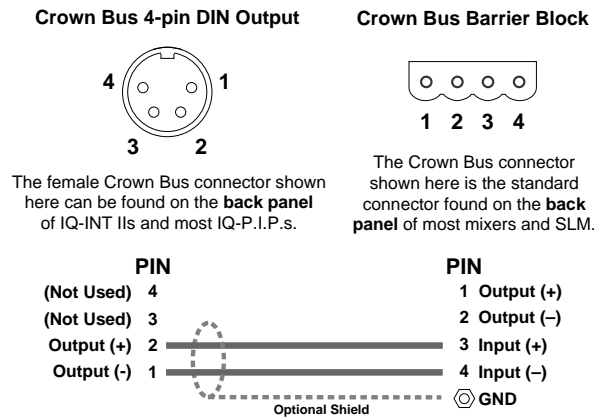 Crown Bus 4-pin DIN Output
4 1
3 2
The female Crown Bus connector shown
here can be found on the back panel
of IQ-INT IIs and most IQ-P.I.P.s.
Crown Bus Barrier Block
1 2 3 4
The Crown Bus connector
shown here is the standard
connector found on the back
panel of most mixers and SLM.
PIN
(Not Used) 4
(Not Used) 3
Output (+) 2
Output (-) 1
PIN
1 Output (+)
2 Output (–)
3 Input (+)
4 Input (–)
GND
Optional Shield